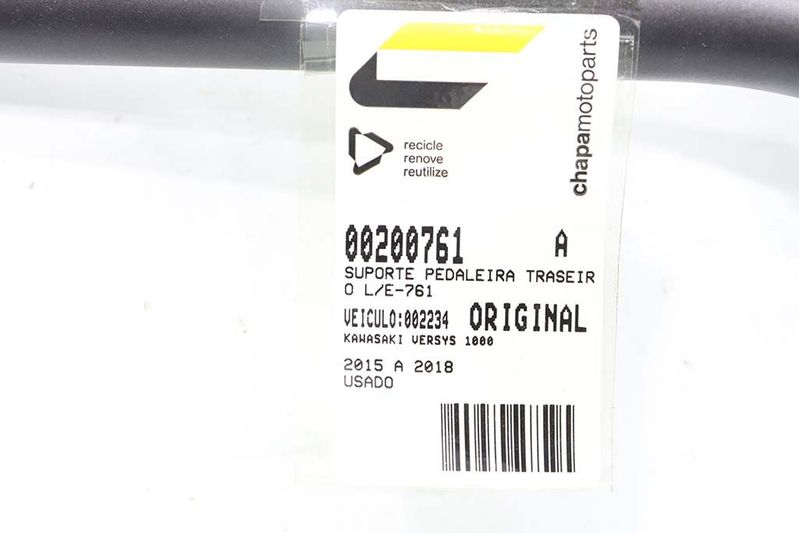 chapamotoparts
recicle
renove
reutilize
00200761 A
SUPORTE PEDALEIRA TRASEIR
O L/E-761
VEICULO:002234 ORIGINAL
KAWASAKI VERSYS 1000
2015 A 2018
USADO